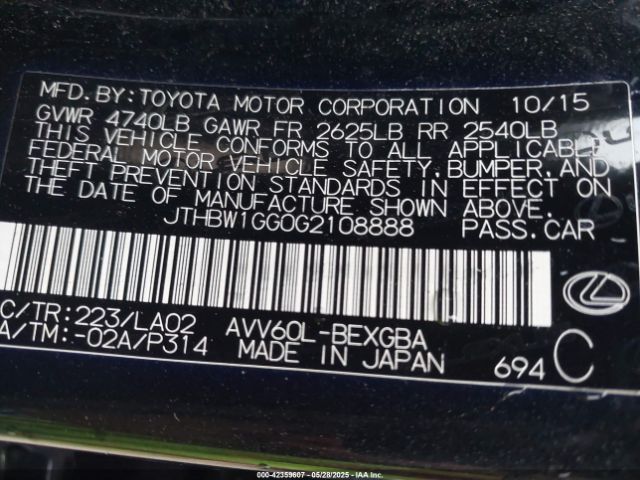 MFD. BY: TOYOTA MOTOR CORPORATION 10/15
GVWR 4740LB GAWR FR 2625LB RR 2540LB
THIS VEHICLE CONFORMS TO ALL APPLICABLE
FEDERAL MOTOR VEHICLE SAFETY, BUMPER, AND
THEFT PREVENTION STANDARDS IN EFFECT ON
THE DATE OF MANUFACTURE SHOWN ABOVE.
JTHBW1GG0G2108888 PASS. CAR
C/TR: 223/LA02 AVV60L-BEXGBA
A/TM: -02A/P314 MADE IN JAPAN 694 C
000-42359607 - 05/28/2025 - IAAI.COM